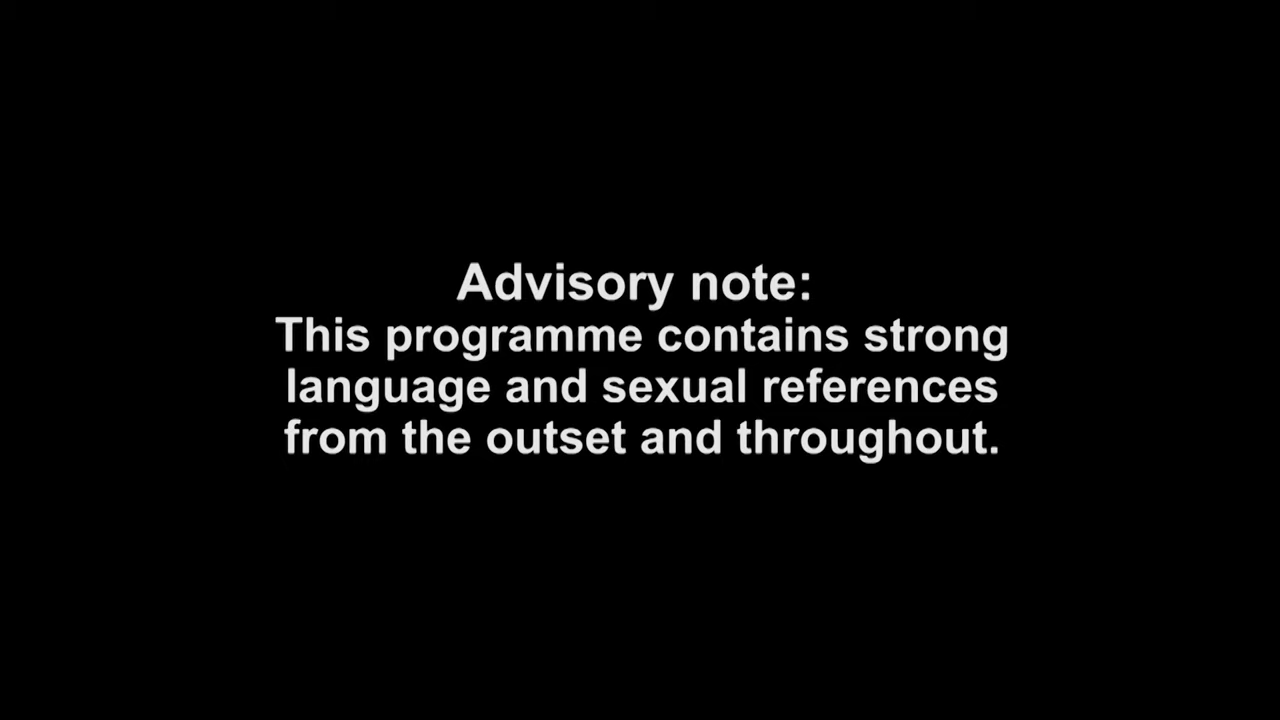 Advisory note:
This programme contains strong
language and sexual references
from the outset and throughout.